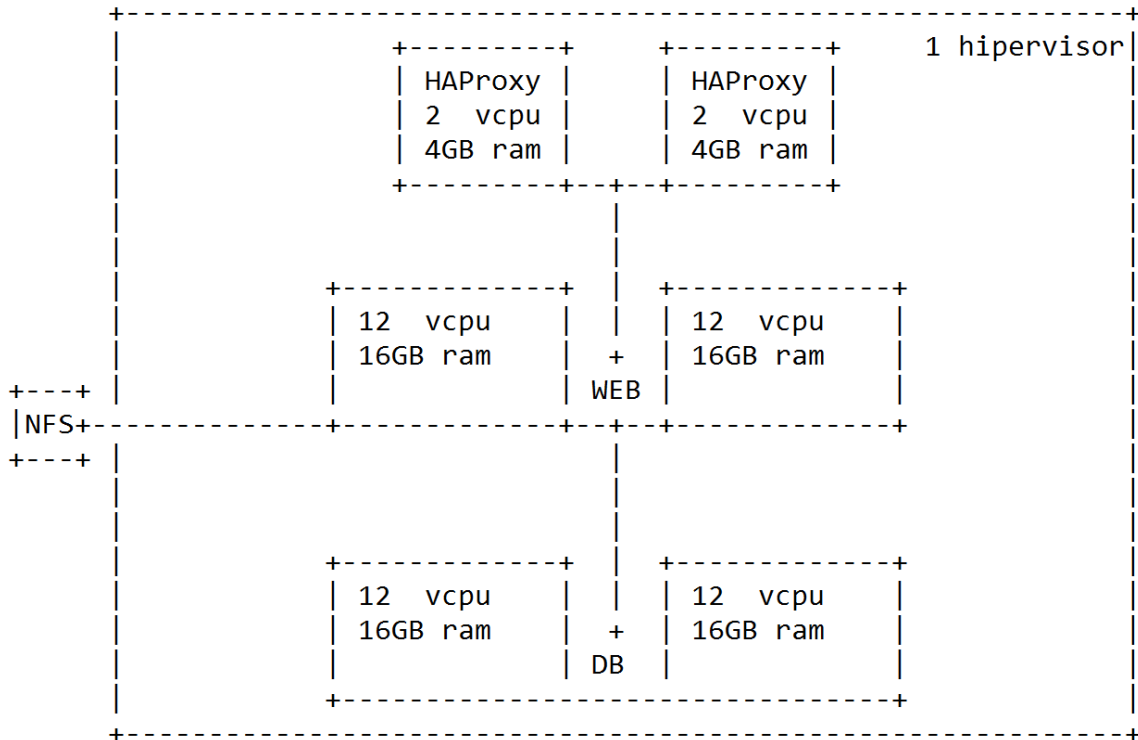 1 hipervisor
HAProxy HAProxy
2 vcpu 2 vcpu
4GB ram 4GB ram
12 vcpu 12 vcpu
16GB ram 16GB ram
WEB
NFS
12 vcpu 12 vcpu
16GB ram 16GB ram
DB